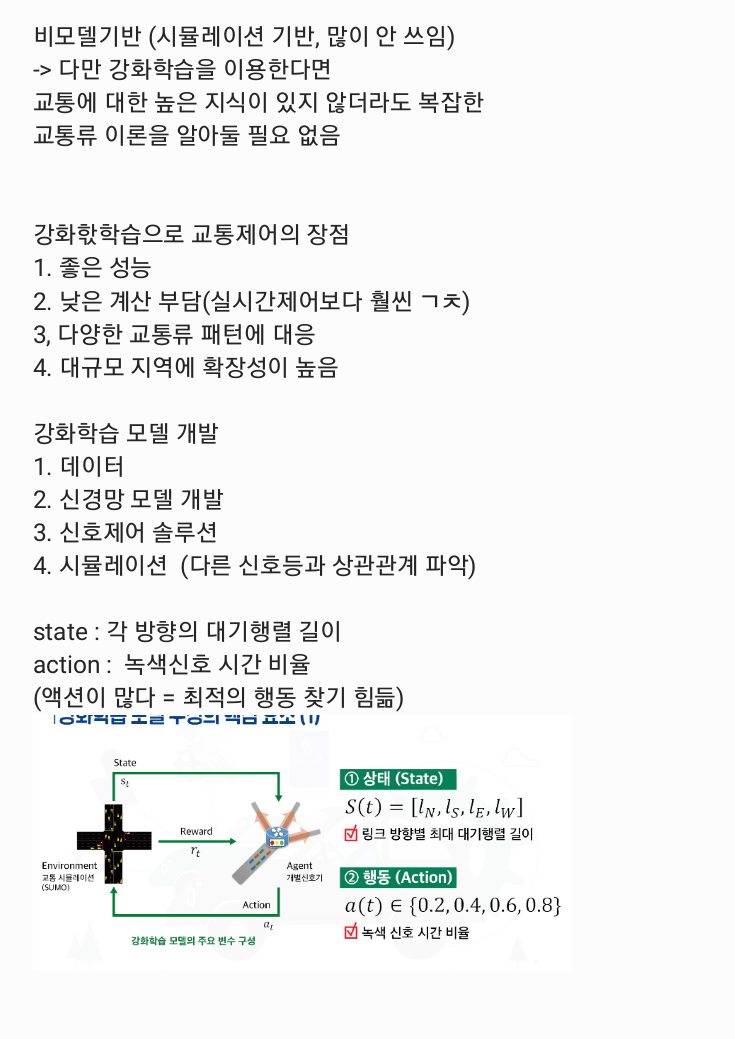 비모델기반 (시뮬레이션 기반, 많이 안 쓰임)
-> 다만 강화학습을 이용한다면
교통에 대한 높은 지식이 있지 않더라도 복잡한
교통류 이론을 알아둘 필요 없음
강화핛학습으로 교통제어의 장점
1. 좋은 성능
2. 낮은 계산 부담(실시간제어보다 훨씬 ㄱㅊ)
3, 다양한 교통류 패턴에 대응
4. 대규모 지역에 확장성이 높음
강화학습 모델 개발
1. 데이터
2. 신경망 모델 개발
3. 신호제어 솔루션
4. 시뮬레이션  (다른 신호등과 상관관계 파악)
state : 각 방향의 대기행렬 길이
action :  녹색신호 시간 비율
(액션이 많다 = 최적의 행동 찾기 힘듦)
강화학습 모델 구성의 핵심 요소 (1)
State
s_t
Reward
r_t
Environment
교통 시뮬레이션
(SUMO)
Agent
개별신호기
Action
a_t
강화학습 모델의 주요 변수 구성
① 상태 (State)
S(t) = [l_N, l_S, l_E, l_W]
링크 방향별 최대 대기행렬 길이
② 행동 (Action)
a(t) ∈ {0.2, 0.4, 0.6, 0.8}
녹색 신호 시간 비율